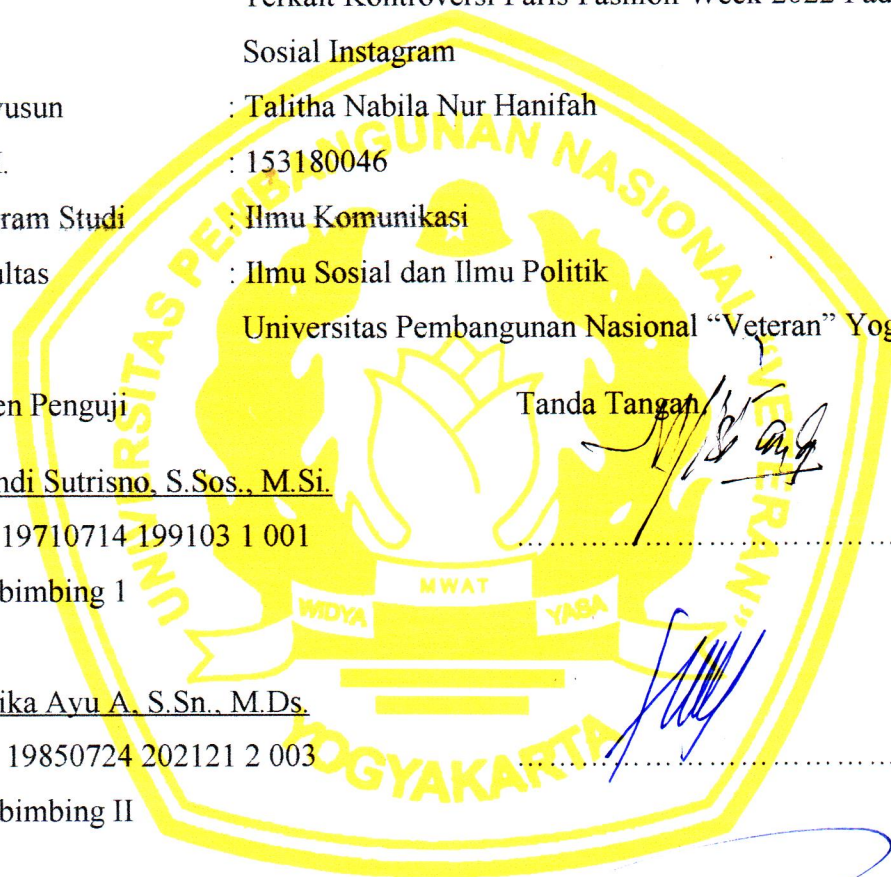 Terkait Kontroversi Paris Fashion Week 2022 Pad
Sosial Instagram
yusun : Talitha Nabila Nur Hanifah
I. : 153180046
ram Studi : Ilmu Komunikasi
ultas : Ilmu Sosial dan Ilmu Politik
Universitas Pembangunan Nasional “Veteran” Yog
en Penguji Tanda Tangan,
ndi Sutrisno, S.Sos., M.Si.
19710714 199103 1 001 ........................................
bimbing 1
ika Ayu A, S.Sn., M.Ds.
19850724 202121 2 003 ........................................
bimbing II
UNIVERSITAS PEMBANGUNAN NASIONAL “VETERAN”
WIDYA MWAT YASA
YOGYAKARTA